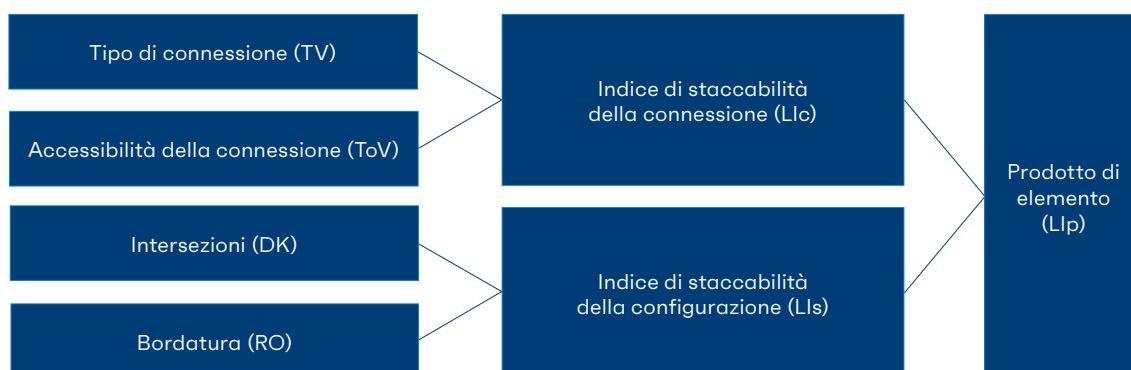 Tipo di connessione (TV)
Accessibilità della connessione (ToV)
Intersezioni (DK)
Bordatura (RO)
Indice di staccabilità
della connessione (LIc)
Indice di staccabilità
della configurazione (LIs)
Prodotto di
elemento
(LIp)